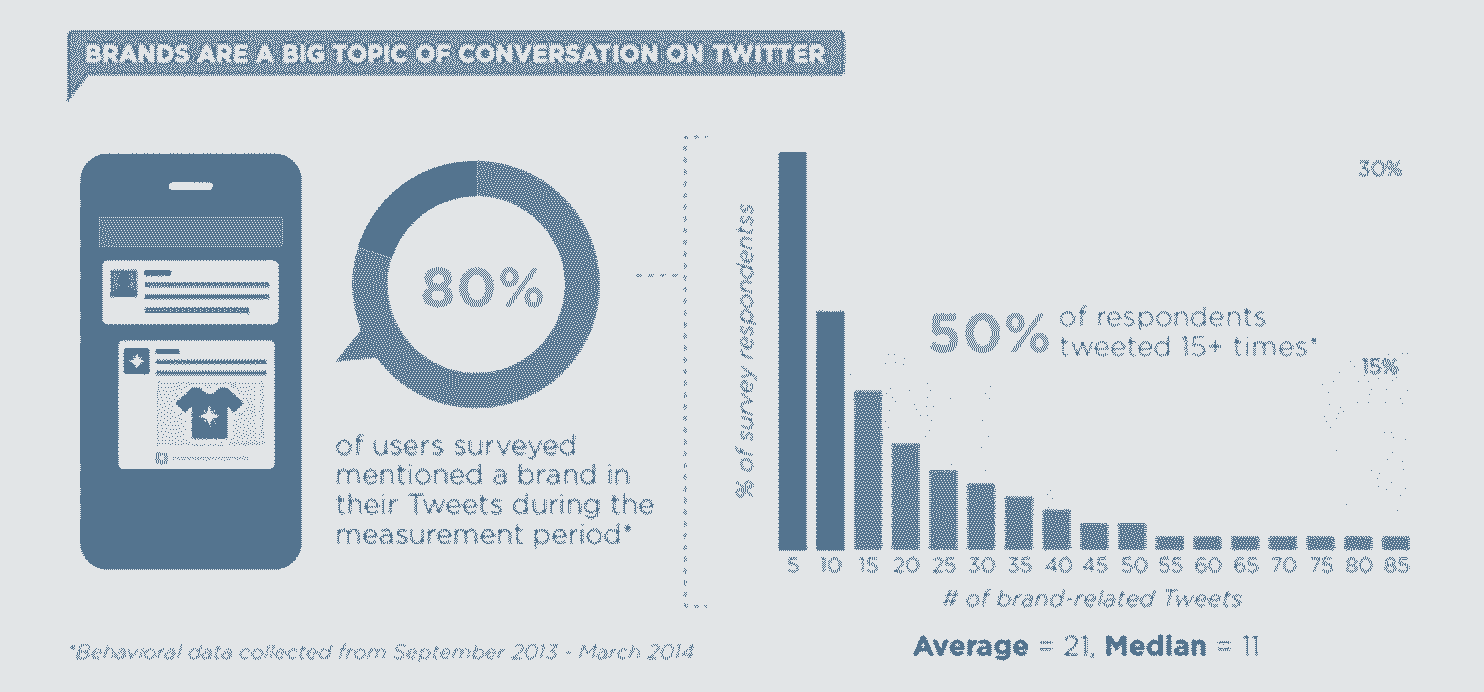 BRANDS ARE A BIG TOPIC OF CONVERSATION ON TWITTER
80%
of users surveyed
mentioned a brand in
their Tweets during the
measurement period*
% of survey respondentss
30%
15%
50% of respondents
tweeted 15+ times*
5 10 15 20 25 30 35 40 45 50 55 60 65 70 75 80 85
# of brand-related Tweets
Average = 21, Median = 11
*Behavioral data collected from September 2013 - March 2014